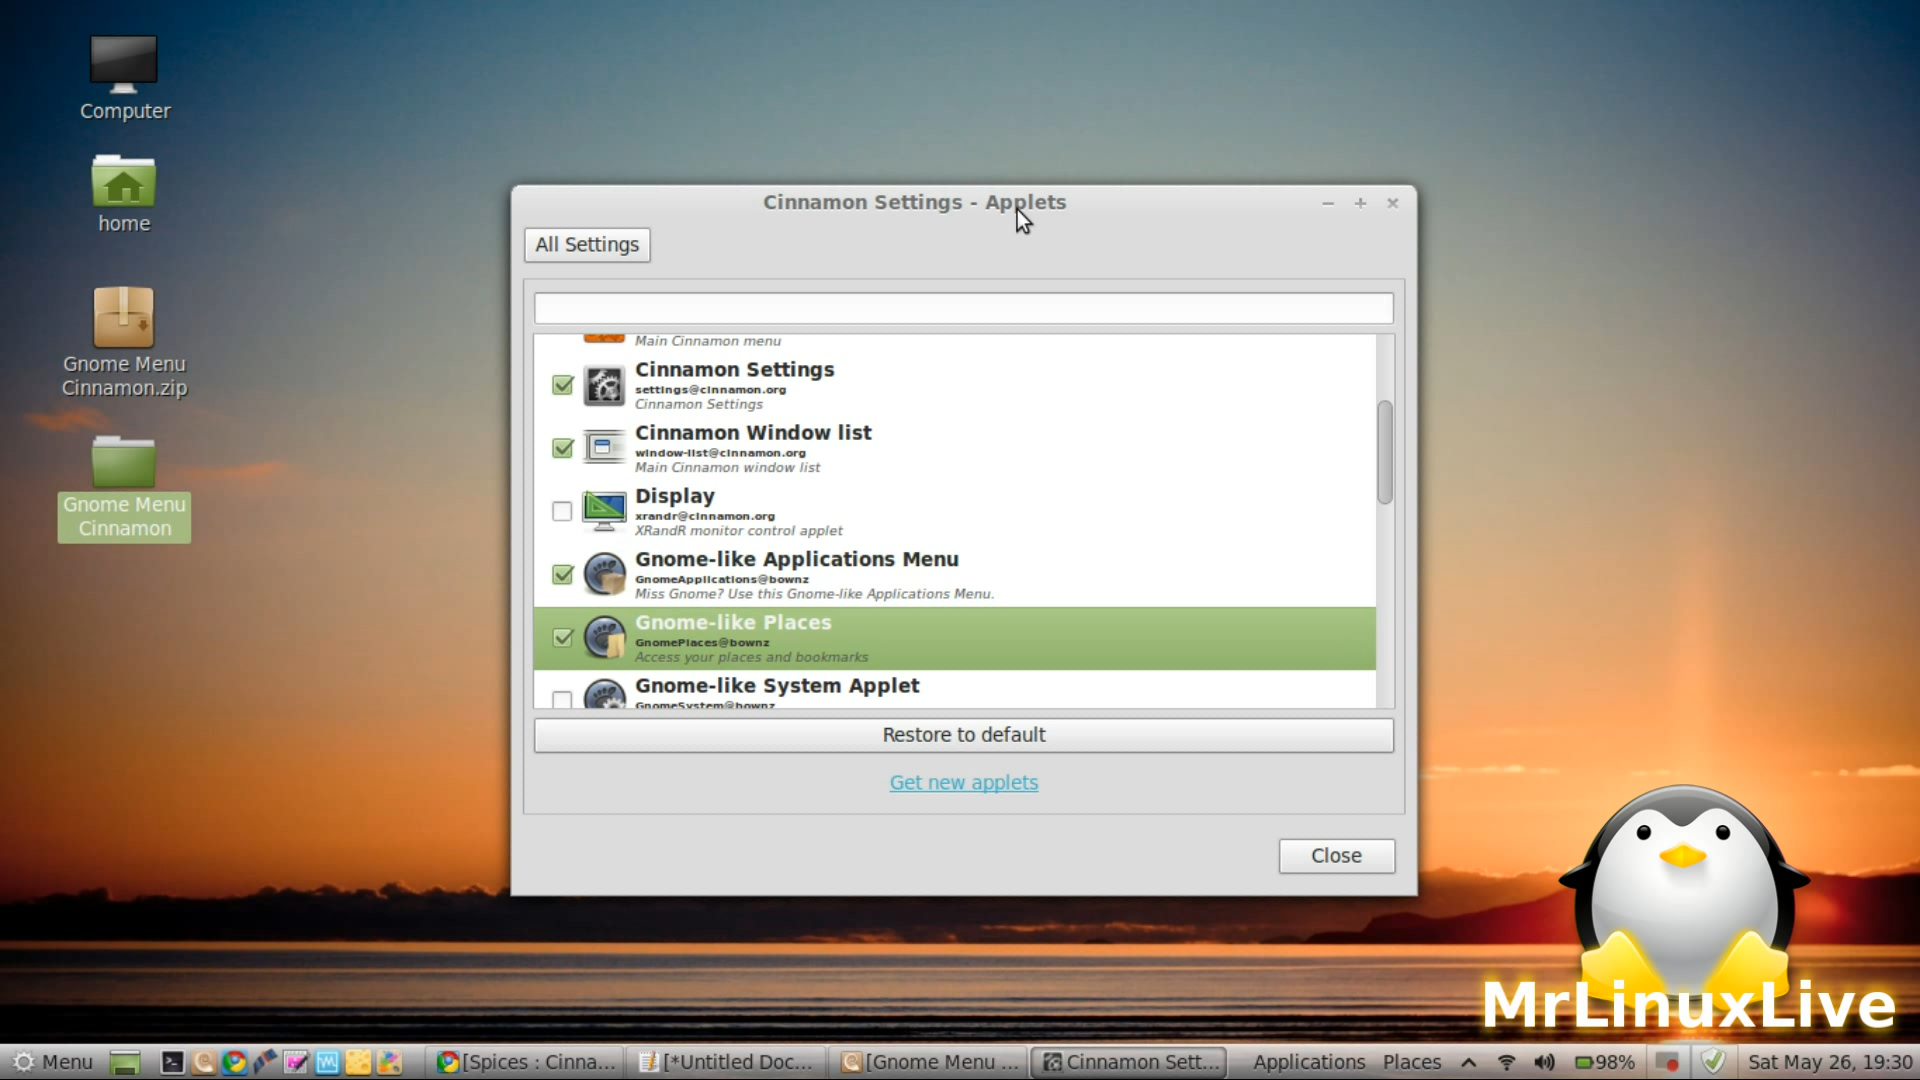 Computer
home
Gnome Menu
Cinnamon.zip
Gnome Menu
Cinnamon
Cinnamon Settings - Applets
All Settings
Main Cinnamon menu
Cinnamon Settings
settings@cinnamon.org
Cinnamon Settings
Cinnamon Window list
window-list@cinnamon.org
Main Cinnamon window list
Display
xrandr@cinnamon.org
XRandR monitor control applet
Gnome-like Applications Menu
GnomeApplications@bownz
Miss Gnome? Use this Gnome-like Applications Menu.
Gnome-like Places
GnomePlaces@bownz
Access your places and bookmarks
Gnome-like System Applet
GnomeSystem@bownz
Restore to default
Get new applets
Close
MrLinuxLive
Menu [Spices : Cinna... [*Untitled Doc... [Gnome Menu ... Cinnamon Sett... Applications Places 98% Sat May 26, 19:30